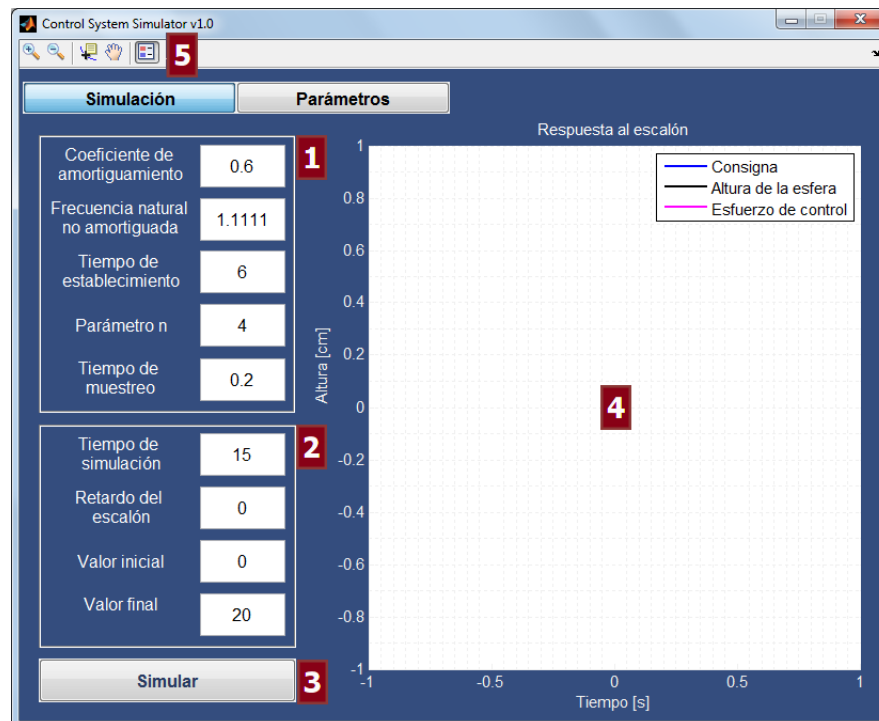 Control System Simulator v1.0
5
Simulación
Parámetros
1
Coeficiente de
amortiguamiento
0.6
Frecuencia natural
no amortiguada
1.1111
Tiempo de
establecimiento
6
Parámetro n
4
Tiempo de
muestreo
0.2
2
Tiempo de
simulación
15
Retardo del
escalón
0
Valor inicial
0
Valor final
20
Simular
3
Respuesta al escalón
Consigna
Altura de la esfera
Esfuerzo de control
Altura [cm]
1
0.8
0.6
0.4
0.2
0
-0.2
-0.4
-0.6
-0.8
-1
4
-1
-0.5
0
0.5
1
Tiempo [s]